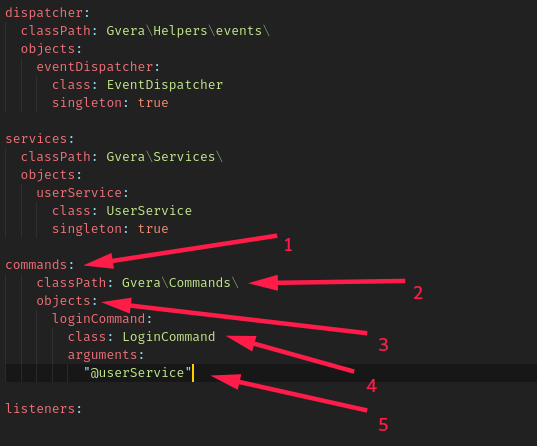 dispatcher:
classPath: Gvera\Helpers\events\
objects:
eventDispatcher:
class: EventDispatcher
singleton: true
services:
classPath: Gvera\Services\
objects:
userService:
class: UserService
singleton: true
1
commands:
classPath: Gvera\Commands\
2
objects:
loginCommand:
3
class: LoginCommand
arguments:
4
"@userService"
listeners:
5